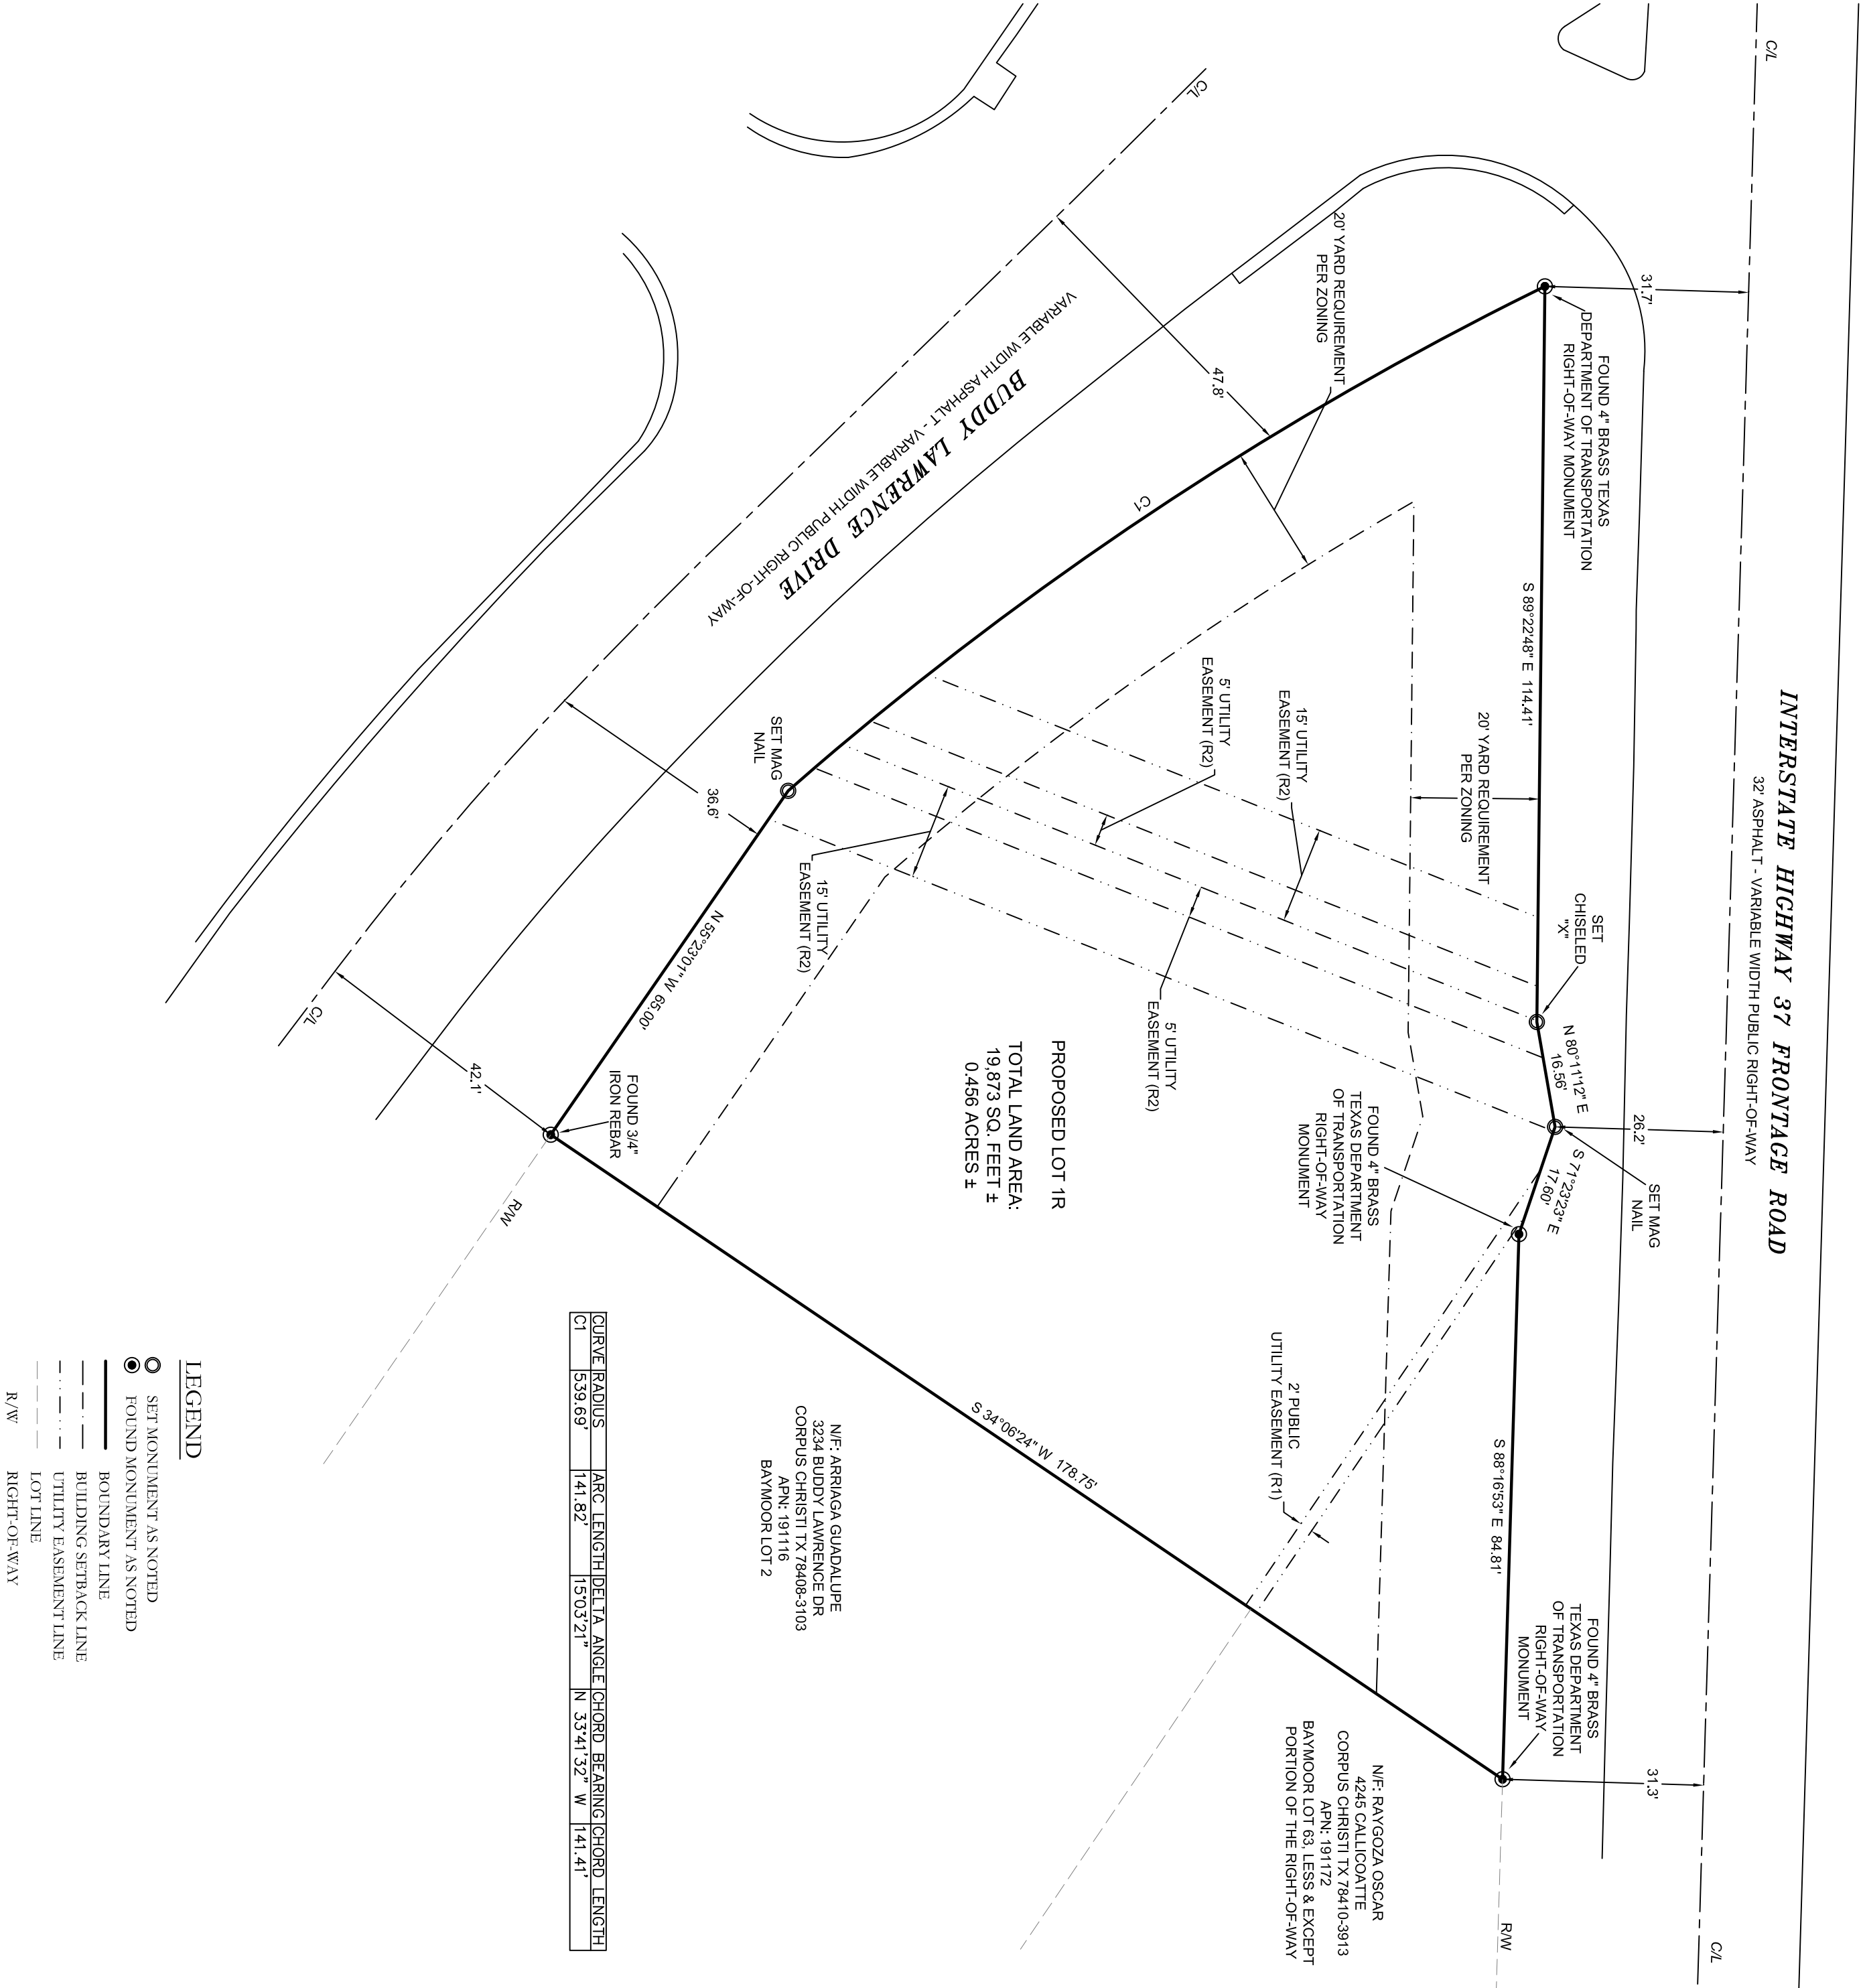 INTERSTATE HIGHWAY 37 FRONTAGE ROAD
32' ASPHALT - VARIABLE WIDTH PUBLIC RIGHT-OF-WAY
C/L
C/L
31.7'
26.2'
31.3'
FOUND 4" BRASS TEXAS
DEPARTMENT OF TRANSPORTATION
RIGHT-OF-WAY MONUMENT
S 89°22'48" E 114.41'
SET
CHISELED
"X"
N 80°11'12" E
16.56'
SET MAG
NAIL
S 71°23'23" E
17.60'
FOUND 4" BRASS
TEXAS DEPARTMENT
OF TRANSPORTATION
RIGHT-OF-WAY
MONUMENT
S 88°16'53" E 84.81'
FOUND 4" BRASS
TEXAS DEPARTMENT
OF TRANSPORTATION
RIGHT-OF-WAY
MONUMENT
R/W
20' YARD REQUIREMENT
PER ZONING
20' YARD REQUIREMENT
PER ZONING
C/L
47.8'
C1
VARIABLE WIDTH ASPHALT - VARIABLE WIDTH PUBLIC RIGHT-OF-WAY
BUDDY LAWRENCE DRIVE
15' UTILITY
EASEMENT (R2)
5' UTILITY
EASEMENT (R2)
5' UTILITY
EASEMENT (R2)
15' UTILITY
EASEMENT (R2)
2' PUBLIC
UTILITY EASEMENT (R1)
SET MAG
NAIL
36.6'
N 55°23'01" W 65.00'
PROPOSED LOT 1R
TOTAL LAND AREA:
19,873 SQ. FEET ±
0.456 ACRES ±
S 34°06'24" W 178.75'
N/F: RAYGOZA OSCAR
4245 CALLICOATTE
CORPUS CHRISTI TX 78410-3913
APN: 191172
BAYMOOR LOT 63, LESS & EXCEPT
PORTION OF THE RIGHT-OF-WAY
N/F: ARRIAGA GUADALUPE
3234 BUDDY LAWRENCE DR
CORPUS CHRISTI TX 78408-3103
APN: 191116
BAYMOOR LOT 2
FOUND 3/4"
IRON REBAR
42.1'
C/L
R/W
CURVE RADIUS ARC LENGTH DELTA ANGLE CHORD BEARING CHORD LENGTH
C1 539.69' 141.82' 15°03'21" N 33°41'32" W 141.41'
LEGEND
SET MONUMENT AS NOTED
FOUND MONUMENT AS NOTED
BOUNDARY LINE
BUILDING SETBACK LINE
UTILITY EASEMENT LINE
LOT LINE
R/W RIGHT-OF-WAY